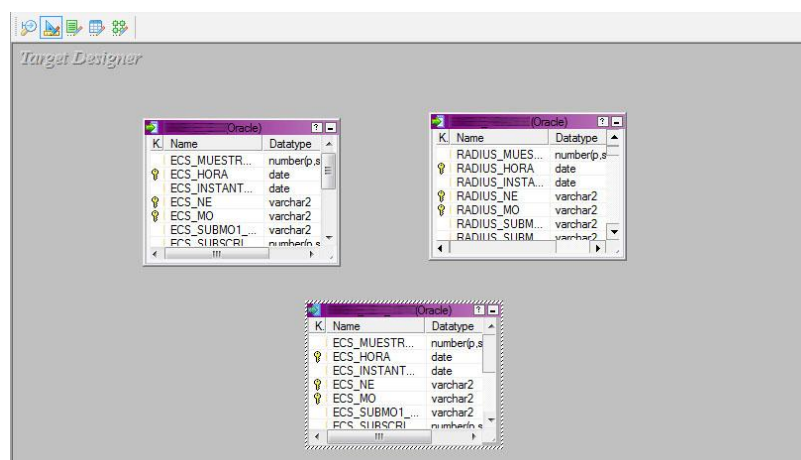 Target Designer
(Oracle)
K. Name Datatype
ECS_MUESTR... number(p,s
ECS_HORA date
ECS_INSTANT... date
ECS_NE varchar2
ECS_MO varchar2
ECS_SUBMO1_... varchar2
ECS_SUBSCRI number(p,s
(Oracle)
K. Name Datatype
RADIUS_MUES... number(p,s
RADIUS_HORA date
RADIUS_INSTA... date
RADIUS_NE varchar2
RADIUS_MO varchar2
RADIUS_SUBM... varchar2
RADIUS_SUBM varchar2
(Oracle)
K. Name Datatype
ECS_MUESTR... number(p,s
ECS_HORA date
ECS_INSTANT... date
ECS_NE varchar2
ECS_MO varchar2
ECS_SUBMO1_... varchar2
ECS_SUBSCRI number(p,s